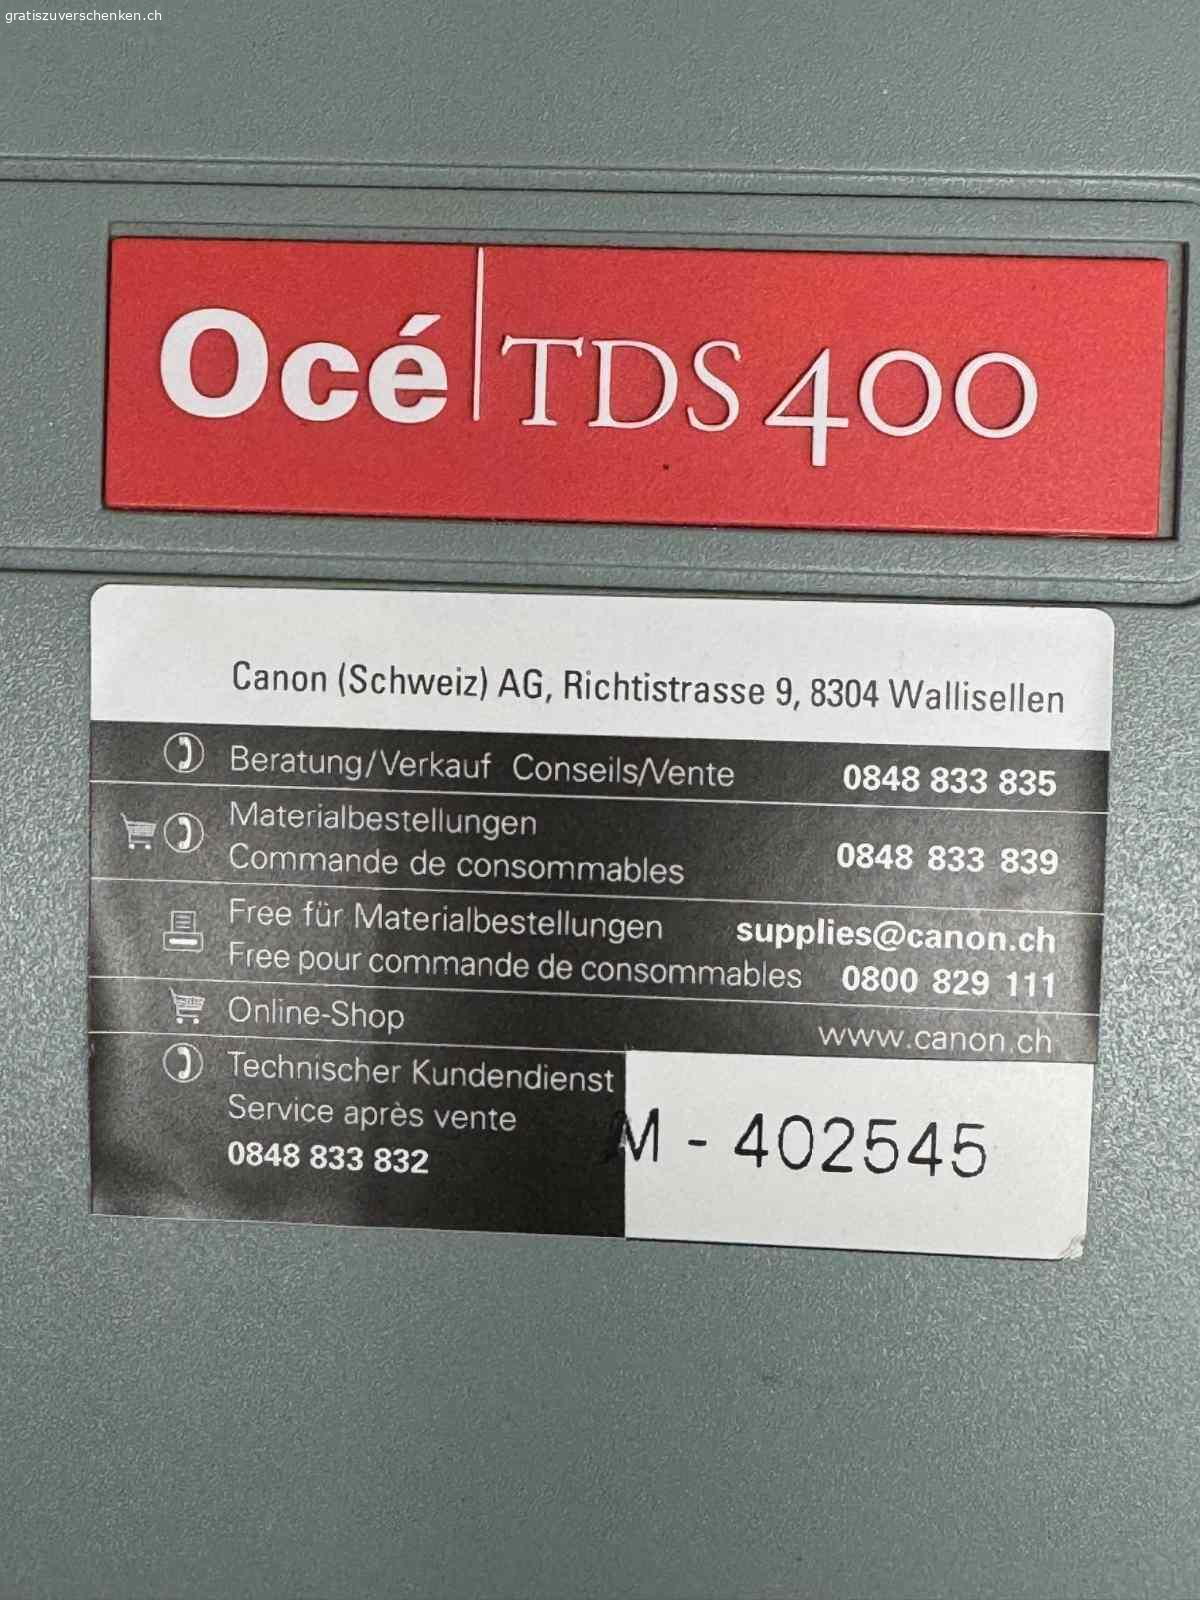 gratiszuverschenken.ch
Océ TDS 400
Canon (Schweiz) AG, Richtistrasse 9, 8304 Wallisellen
Beratung/Verkauf Conseils/Vente 0848 833 835
Materialbestellungen
Commande de consommables 0848 833 839
Free für Materialbestellungen supplies@canon.ch
Free pour commande de consommables 0800 829 111
Online-Shop www.canon.ch
Technischer Kundendienst
Service après vente
0848 833 832
M - 402545